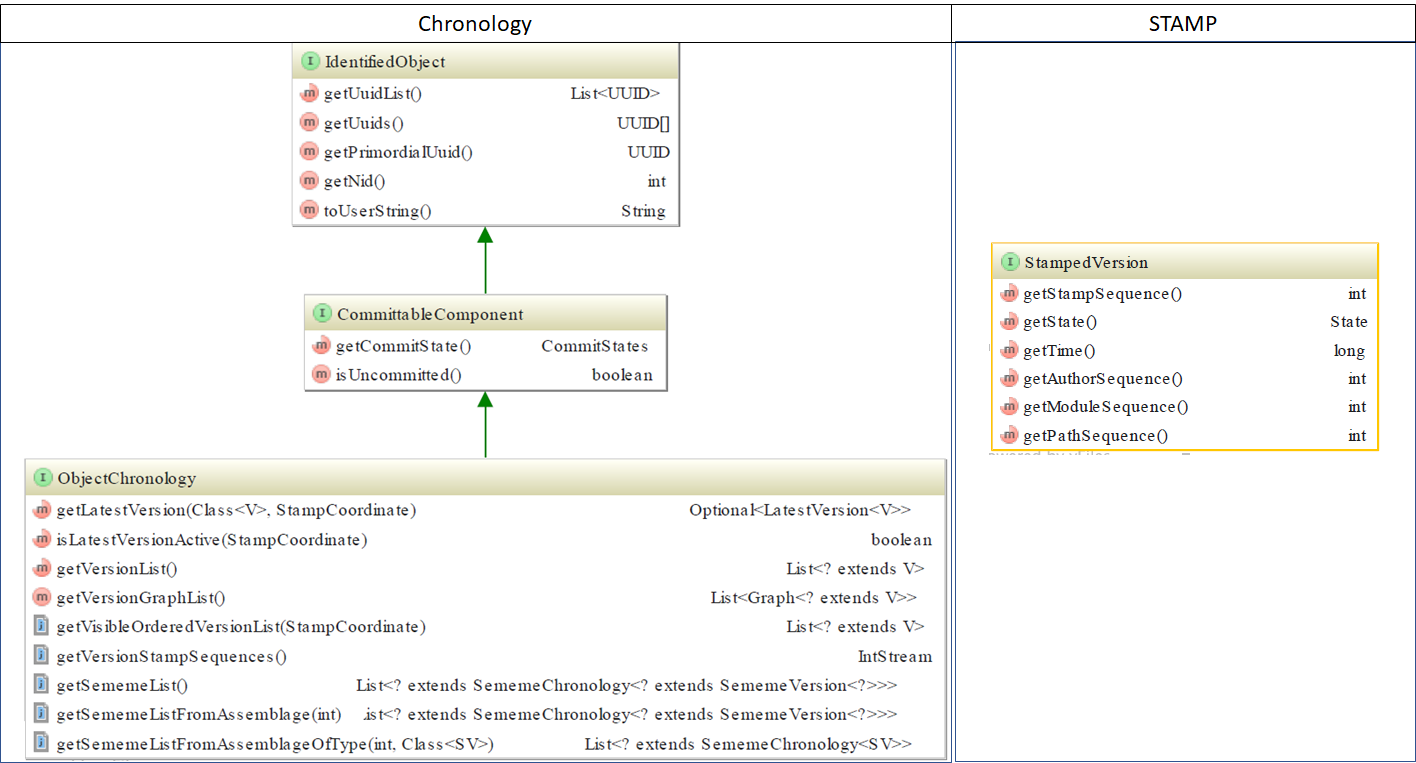 Chronology
IdentifiedObject
getUuidList() List<UUID>
getUuids() UUID[]
getPrimordialUuid() UUID
getNid() int
toUserString() String
CommittableComponent
getCommitState() CommitStates
isUncommitted() boolean
ObjectChronology
getLatestVersion(Class<V>, StampCoordinate) Optional<LatestVersion<V>>
isLatestVersionActive(StampCoordinate) boolean
getVersionList() List<? extends V>
getVersionGraphList() List<Graph<? extends V>>
getVisibleOrderedVersionList(StampCoordinate) List<? extends V>
getVersionStampSequences() IntStream
getSememeList() List<? extends SememeChronology<? extends SememeVersion<?>>>
getSememeListFromAssemblage(int) ist<? extends SememeChronology<? extends SememeVersion<?>>>
getSememeListFromAssemblageOfType(int, Class<SV>) List<? extends SememeChronology<SV>>
STAMP
StampedVersion
getStampSequence() int
getState() State
getTime() long
getAuthorSequence() int
getModuleSequence() int
getPathSequence() int